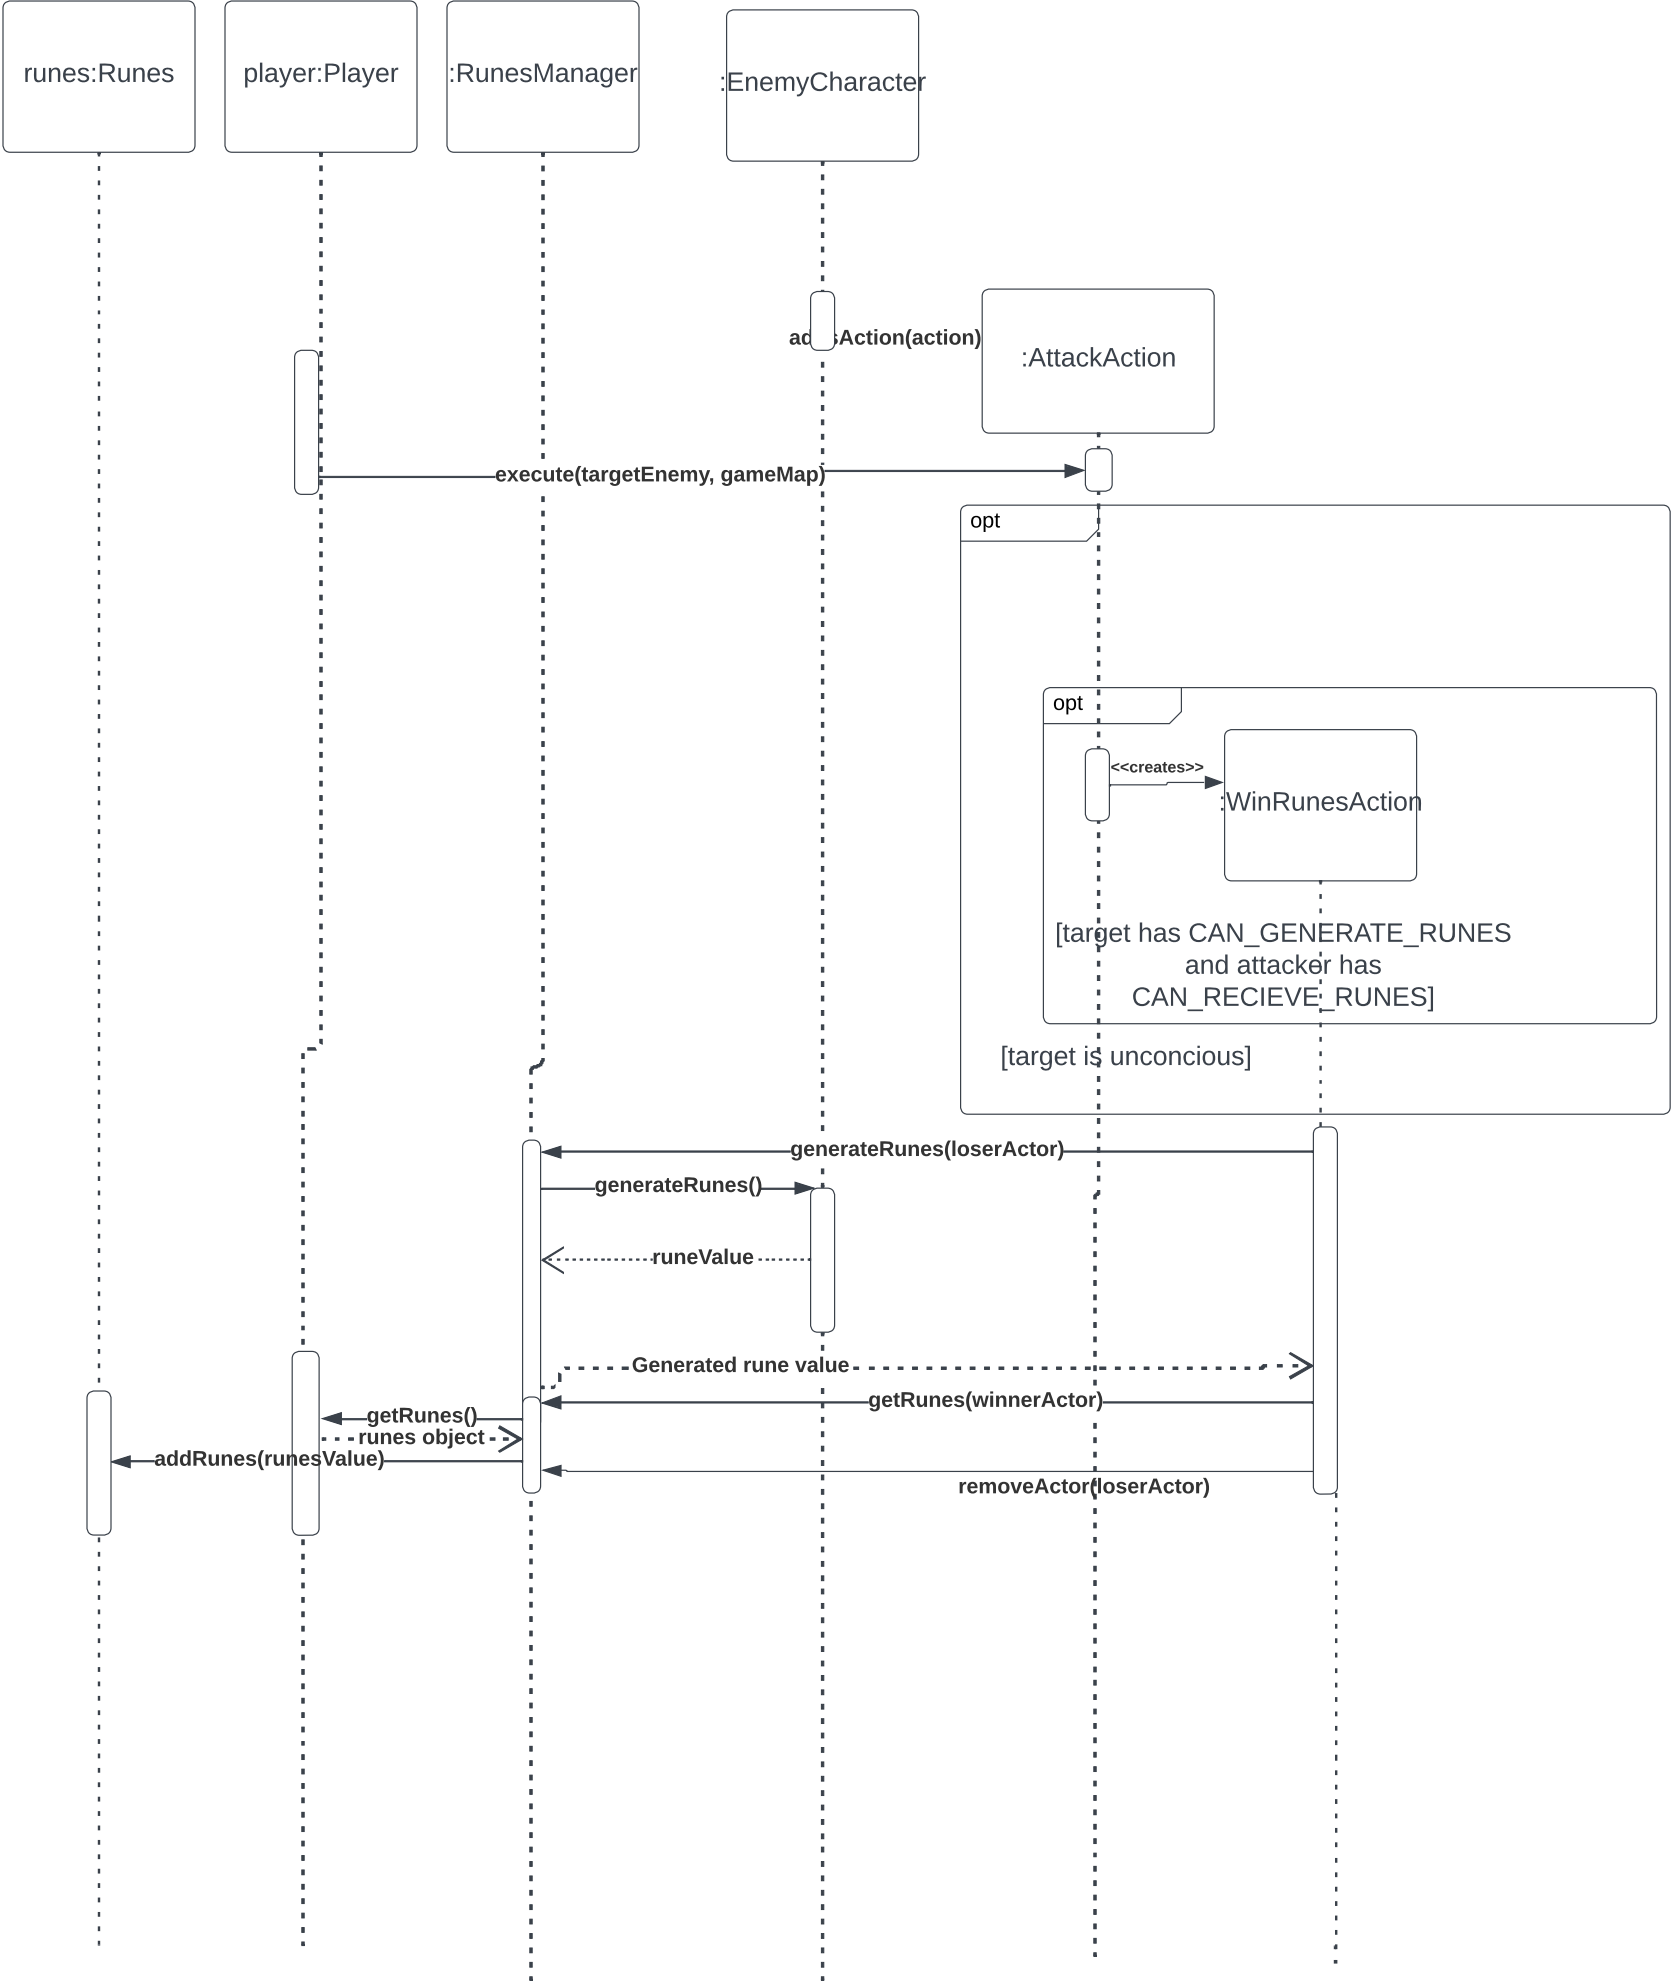 runes:Runes
player:Player
:RunesManager
:EnemyCharacter
:AttackAction
execute(targetEnemy, gameMap)
opt
opt
<<creates>>
:WinRunesAction
[target has CAN_GENERATE_RUNES
and attacker has
CAN_RECIEVE_RUNES]
[target is unconcious]
generateRunes(loserActor)
generateRunes()
runeValue
Generated rune value
getRunes(winnerActor)
getRunes()
runes object
addRunes(runesValue)
removeActor(loserActor)